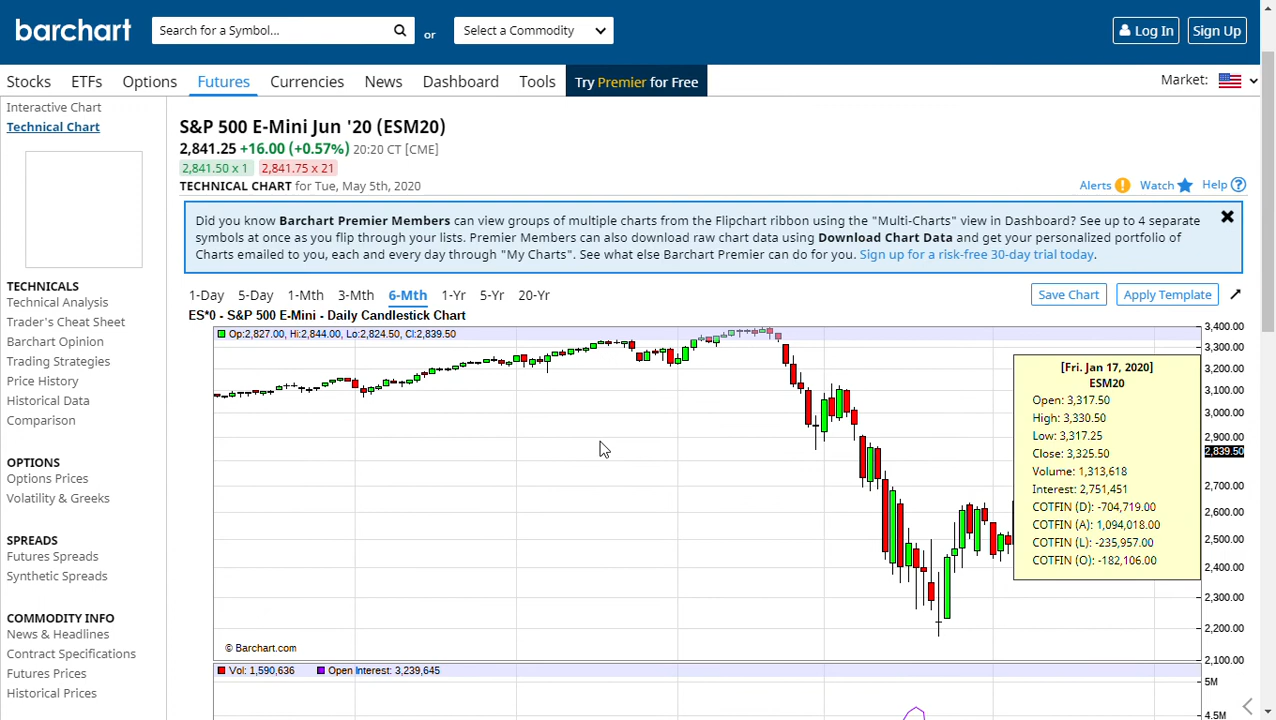 barchart
Search for a Symbol...
or
Select a Commodity
Log In
Sign Up
Stocks
ETFs
Options
Futures
Currencies
News
Dashboard
Tools
Try Premier for Free
Market:
Interactive Chart
Technical Chart
S&P 500 E-Mini Jun '20 (ESM20)
2,841.25 +16.00 (+0.57%) 20:20 CT [CME]
2,841.50 x 1
2,841.75 x 21
TECHNICAL CHART for Tue, May 5th, 2020
Alerts
Watch
Help
Did you know Barchart Premier Members can view groups of multiple charts from the Flipchart ribbon using the "Multi-Charts" view in Dashboard? See up to 4 separate
symbols at once as you flip through your lists. Premier Members can also download raw chart data using Download Chart Data and get your personalized portfolio of
Charts emailed to you, each and every day through "My Charts". See what else Barchart Premier can do for you. Sign up for a risk-free 30-day trial today.
TECHNICALS
Technical Analysis
Trader's Cheat Sheet
Barchart Opinion
Trading Strategies
Price History
Historical Data
Comparison
OPTIONS
Options Prices
Volatility & Greeks
SPREADS
Futures Spreads
Synthetic Spreads
COMMODITY INFO
News & Headlines
Contract Specifications
Futures Prices
Historical Prices
1-Day
5-Day
1-Mth
3-Mth
6-Mth
1-Yr
5-Yr
20-Yr
Save Chart
Apply Template
ES*0 - S&P 500 E-Mini - Daily Candlestick Chart
Op:2,827.00, Hi:2,844.00, Lo:2,824.50, Cl:2,839.50
3,400.00
3,300.00
3,200.00
3,100.00
3,000.00
2,900.00
2,839.50
2,700.00
2,600.00
2,500.00
2,400.00
2,300.00
2,200.00
2,100.00
[Fri. Jan 17, 2020]
ESM20
Open: 3,317.50
High: 3,330.50
Low: 3,317.25
Close: 3,325.50
Volume: 1,313,618
Interest: 2,751,451
COTFIN (D): -704,719.00
COTFIN (A): 1,094,018.00
COTFIN (L): -235,957.00
COTFIN (O): -182,106.00
© Barchart.com
Vol: 1,590,636
Open Interest: 3,239,645
5M
4.5M